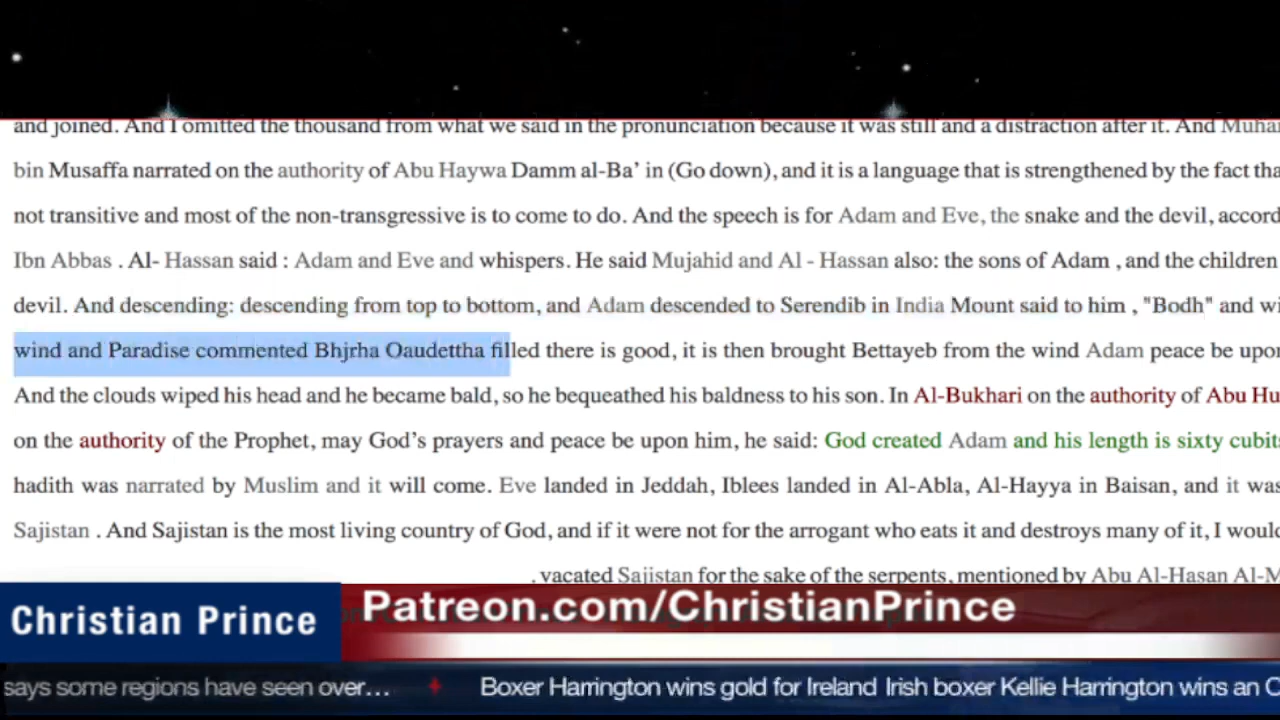 and joined. And I omitted the thousand from what we said in the pronunciation because it was still and a distraction after it. And
bin Musaffa narrated on the authority of Abu Haywa Damm al-Ba’ in (Go down), and it is a language that is strengthened by the fact
not transitive and most of the non-transgressive is to come to do. And the speech is for Adam and Eve, the snake and the devil,
Ibn Abbas . Al- Hassan said : Adam and Eve and whispers. He said Mujahid and Al - Hassan also: the sons of Adam , and the children
devil. And descending: descending from top to bottom, and Adam descended to Serendib in India Mount said to him , "Bodh" and
wind and Paradise commented Bhjrha Oaudettha filled there is good, it is then brought Bettayeb from the wind Adam peace be
And the clouds wiped his head and he became bald, so he bequeathed his baldness to his son. In Al-Bukhari on the authority of Abu
on the authority of the Prophet, may God’s prayers and peace be upon him, he said: God created Adam and his length is sixty
hadith was narrated by Muslim and it will come. Eve landed in Jeddah, Iblees landed in Al-Abla, Al-Hayya in Baisan, and it
Sajistan . And Sajistan is the most living country of God, and if it were not for the arrogant who eats it and destroys many of it, I
. vacated Sajistan for the sake of the serpents, mentioned by Abu Al-Hasan
Christian Prince
Patreon.com/ChristianPrince
says some regions have seen over… Boxer Harrington wins gold for Ireland Irish boxer Kellie Harrington wins an